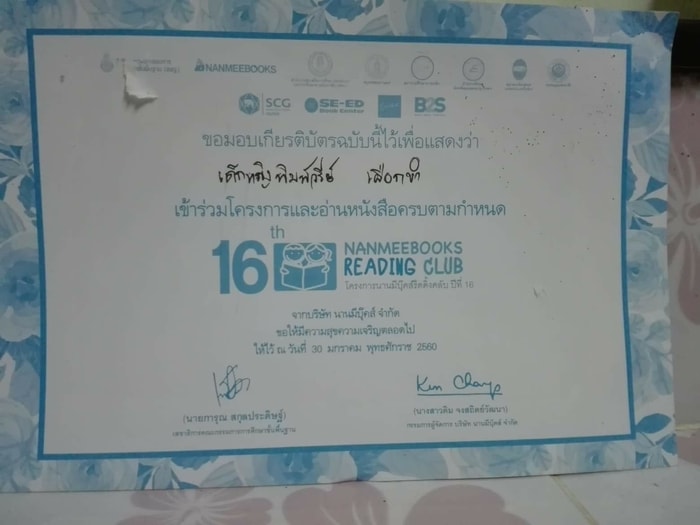 NANMEEBOOKS
SCG SE-ED Book Center B2S
ขอมอบเกียรติบัตรฉบับนี้ไว้เพื่อแสดงว่า
เด็กหญิง
เข้าร่วมโครงการและอ่านหนังสือครบตามกำหนด
16th NANMEEBOOKS
READING CLUB
โครงการนานมีบุ๊คส์รีดดิ้งคลับ ปีที่ 16
จากบริษัท นานมีบุ๊คส์ จำกัด
ขอให้มีความสุขความเจริญตลอดไป
ให้ไว้ ณ วันที่ 30 มกราคม พุทธศักราช 2560
Kim Chong
(นายการุณ สกุลประดิษฐ์) (นางสาวคิม จงสถิตย์วัฒนา)
เลขาธิการคณะกรรมการการศึกษาขั้นพื้นฐาน กรรมการผู้จัดการ บริษัท นานมีบุ๊คส์ จำกัด